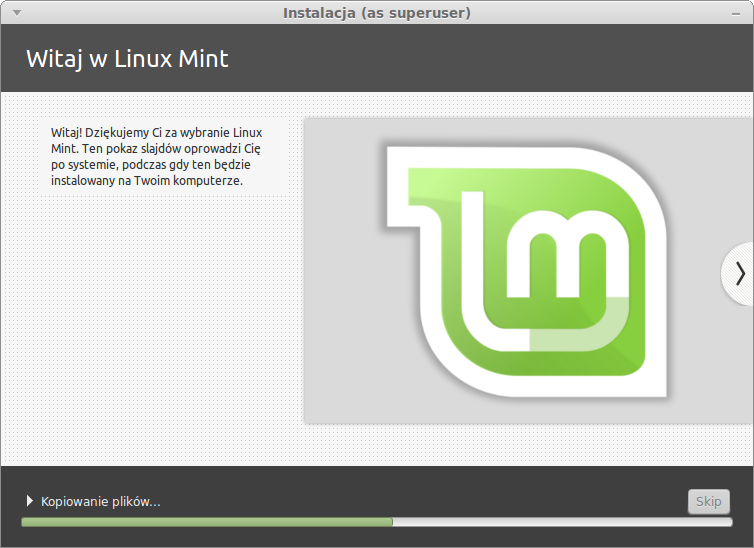 Instalacja (as superuser)
Witaj w Linux Mint
Witaj! Dziękujemy Ci za wybranie Linux
Mint. Ten pokaz slajdów oprowadzi Cię
po systemie, podczas gdy ten będzie
instalowany na Twoim komputerze.
Kopiowanie plików...
Skip